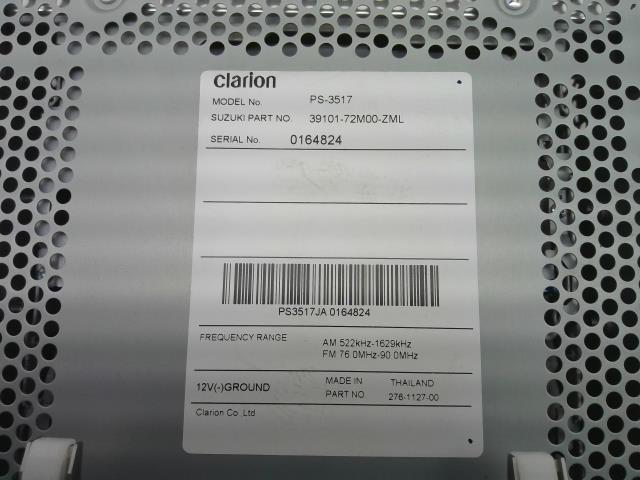 clarion
MODEL No. PS-3517
SUZUKI PART NO. 39101-72M00-ZML
SERIAL No. 0164824
PS3517JA 0164824
FREQUENCY RANGE AM 522kHz-1629kHz
FM 76.0MHz-90.0MHz
12V(-)GROUND MADE IN THAILAND
PART NO 276-1127-00
Clarion Co.,Ltd